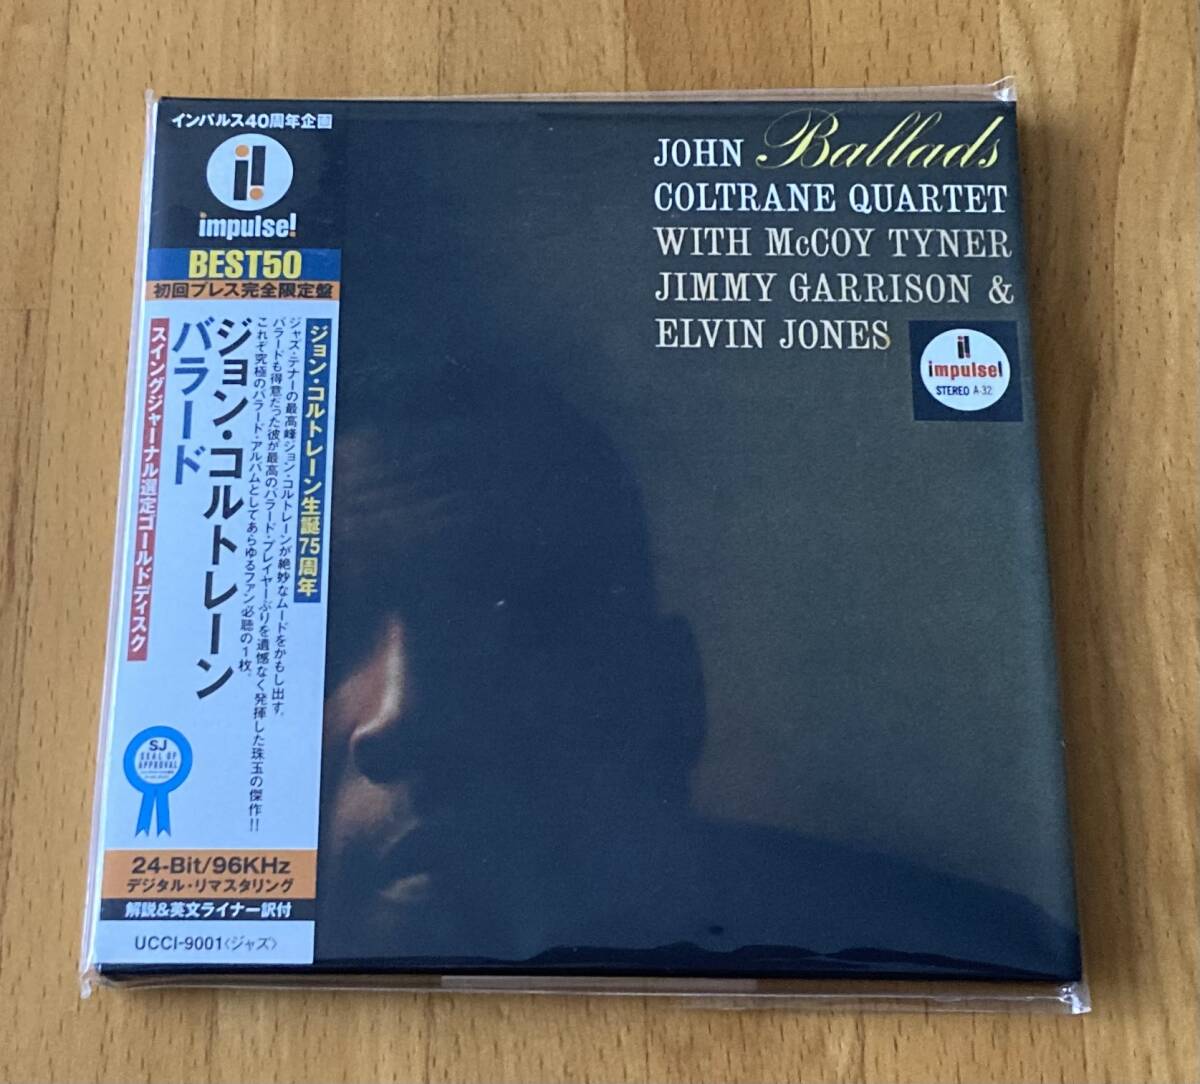 インパルス40周年企画
i!
impulse!
BEST50
初回プレス完全限定盤
ジョン・コルトレーン生誕75周年
ジャズ・テナーの最高峰ジョン・コルトレーンが絶妙なムードをかもし出す。
バラードも得意だった彼が最高のバラード・プレイヤーぶりを遺憾なく発揮した珠玉の傑作!!
これぞ究極のバラード・アルバムとしてあらゆるファン必聴の1枚。
ジョン・コルトレーン
バラード
スイングジャーナル選定ゴールドディスク
SJ
SEAL OF
APPROVAL
24-Bit/96KHz
デジタル・リマスタリング
解説&英文ライナー訳付
UCCI-9001〈ジャズ〉
JOHN Ballads
COLTRANE QUARTET
WITH McCOY TYNER
JIMMY GARRISON &
ELVIN JONES
i!
impulse!
STEREO A-32